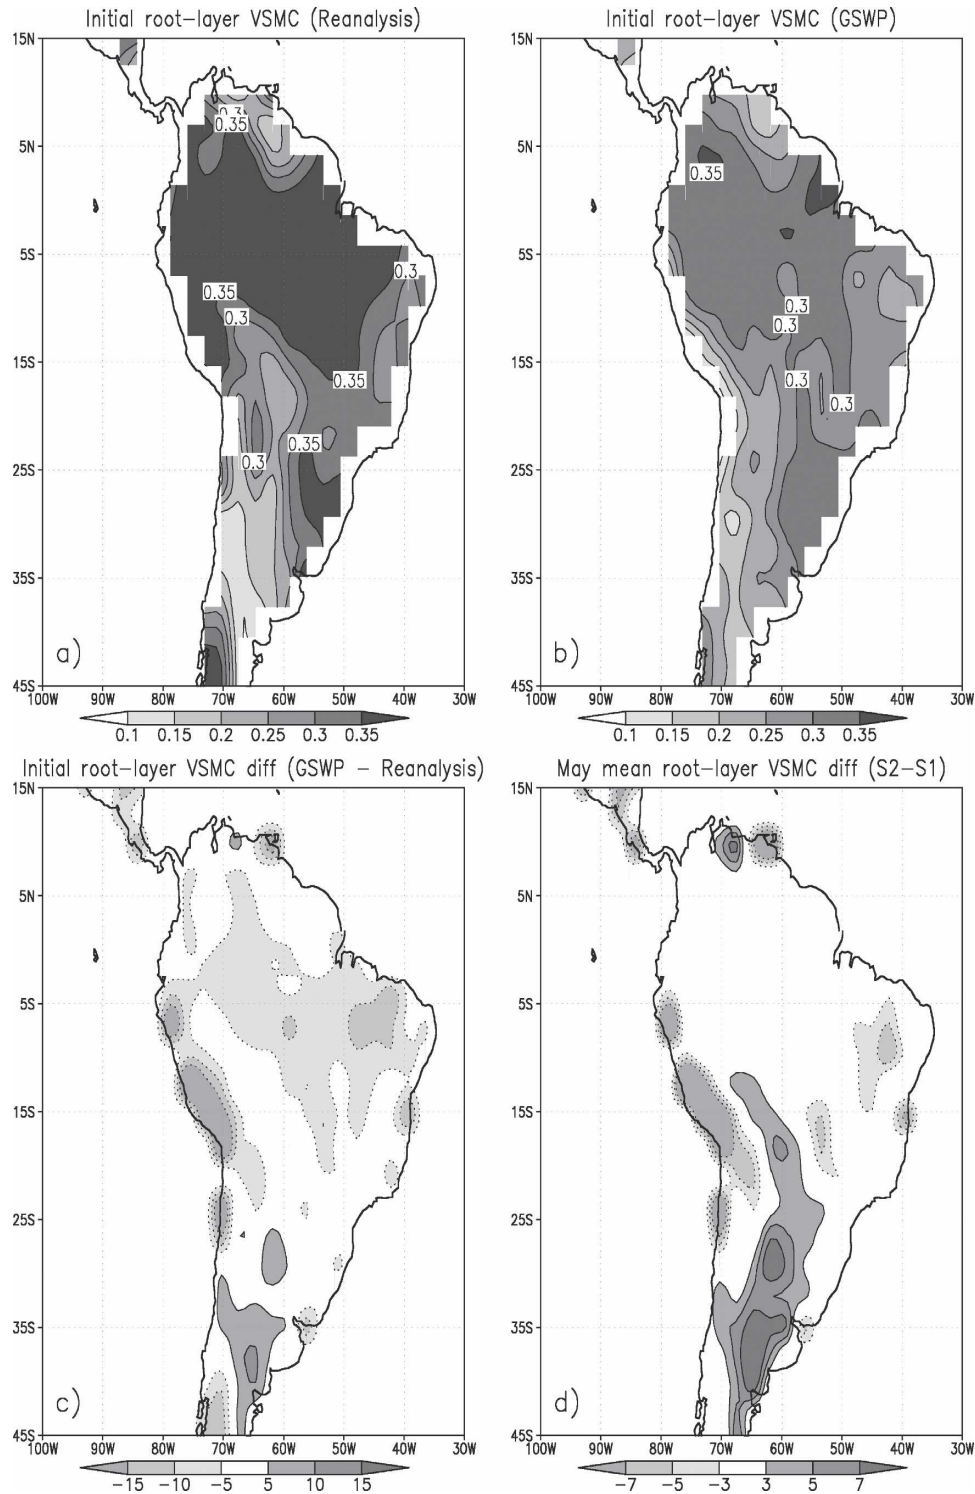 Initial root-layer VSMC (Reanalysis)
Initial root-layer VSMC (GSWP)
15N
5N
5S
15S
25S
35S
45S
0.3
0.35
0.3
0.35
0.3
0.35
0.35
0.3
a)
100W 90W 80W 70W 60W 50W 40W 30W
0.1 0.15 0.2 0.25 0.3 0.35
15N
5N
5S
15S
25S
35S
45S
0.35
0.3
0.3
0.3
0.3
b)
100W 90W 80W 70W 60W 50W 40W 30W
0.1 0.15 0.2 0.25 0.3 0.35
Initial root-layer VSMC diff (GSWP - Reanalysis)
May mean root-layer VSMC diff (S2-S1)
15N
5N
5S
15S
25S
35S
45S
c)
100W 90W 80W 70W 60W 50W 40W 30W
-15 -10 -5 5 10 15
15N
5N
5S
15S
25S
35S
45S
d)
100W 90W 80W 70W 60W 50W 40W 30W
-7 -5 -3 3 5 7